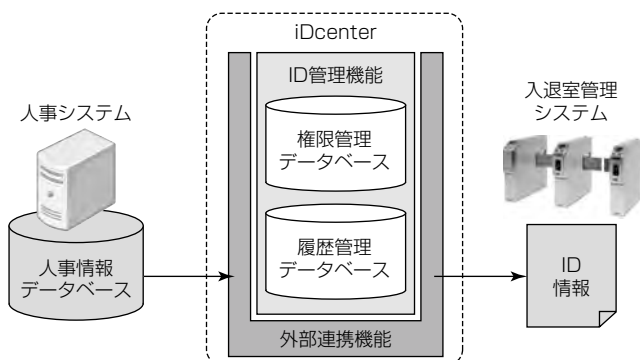 iDcenter
ID管理機能
人事システム
入退室管理
システム
権限管理
データベース
履歴管理
データベース
人事情報
データベース
ID
情報
外部連携機能